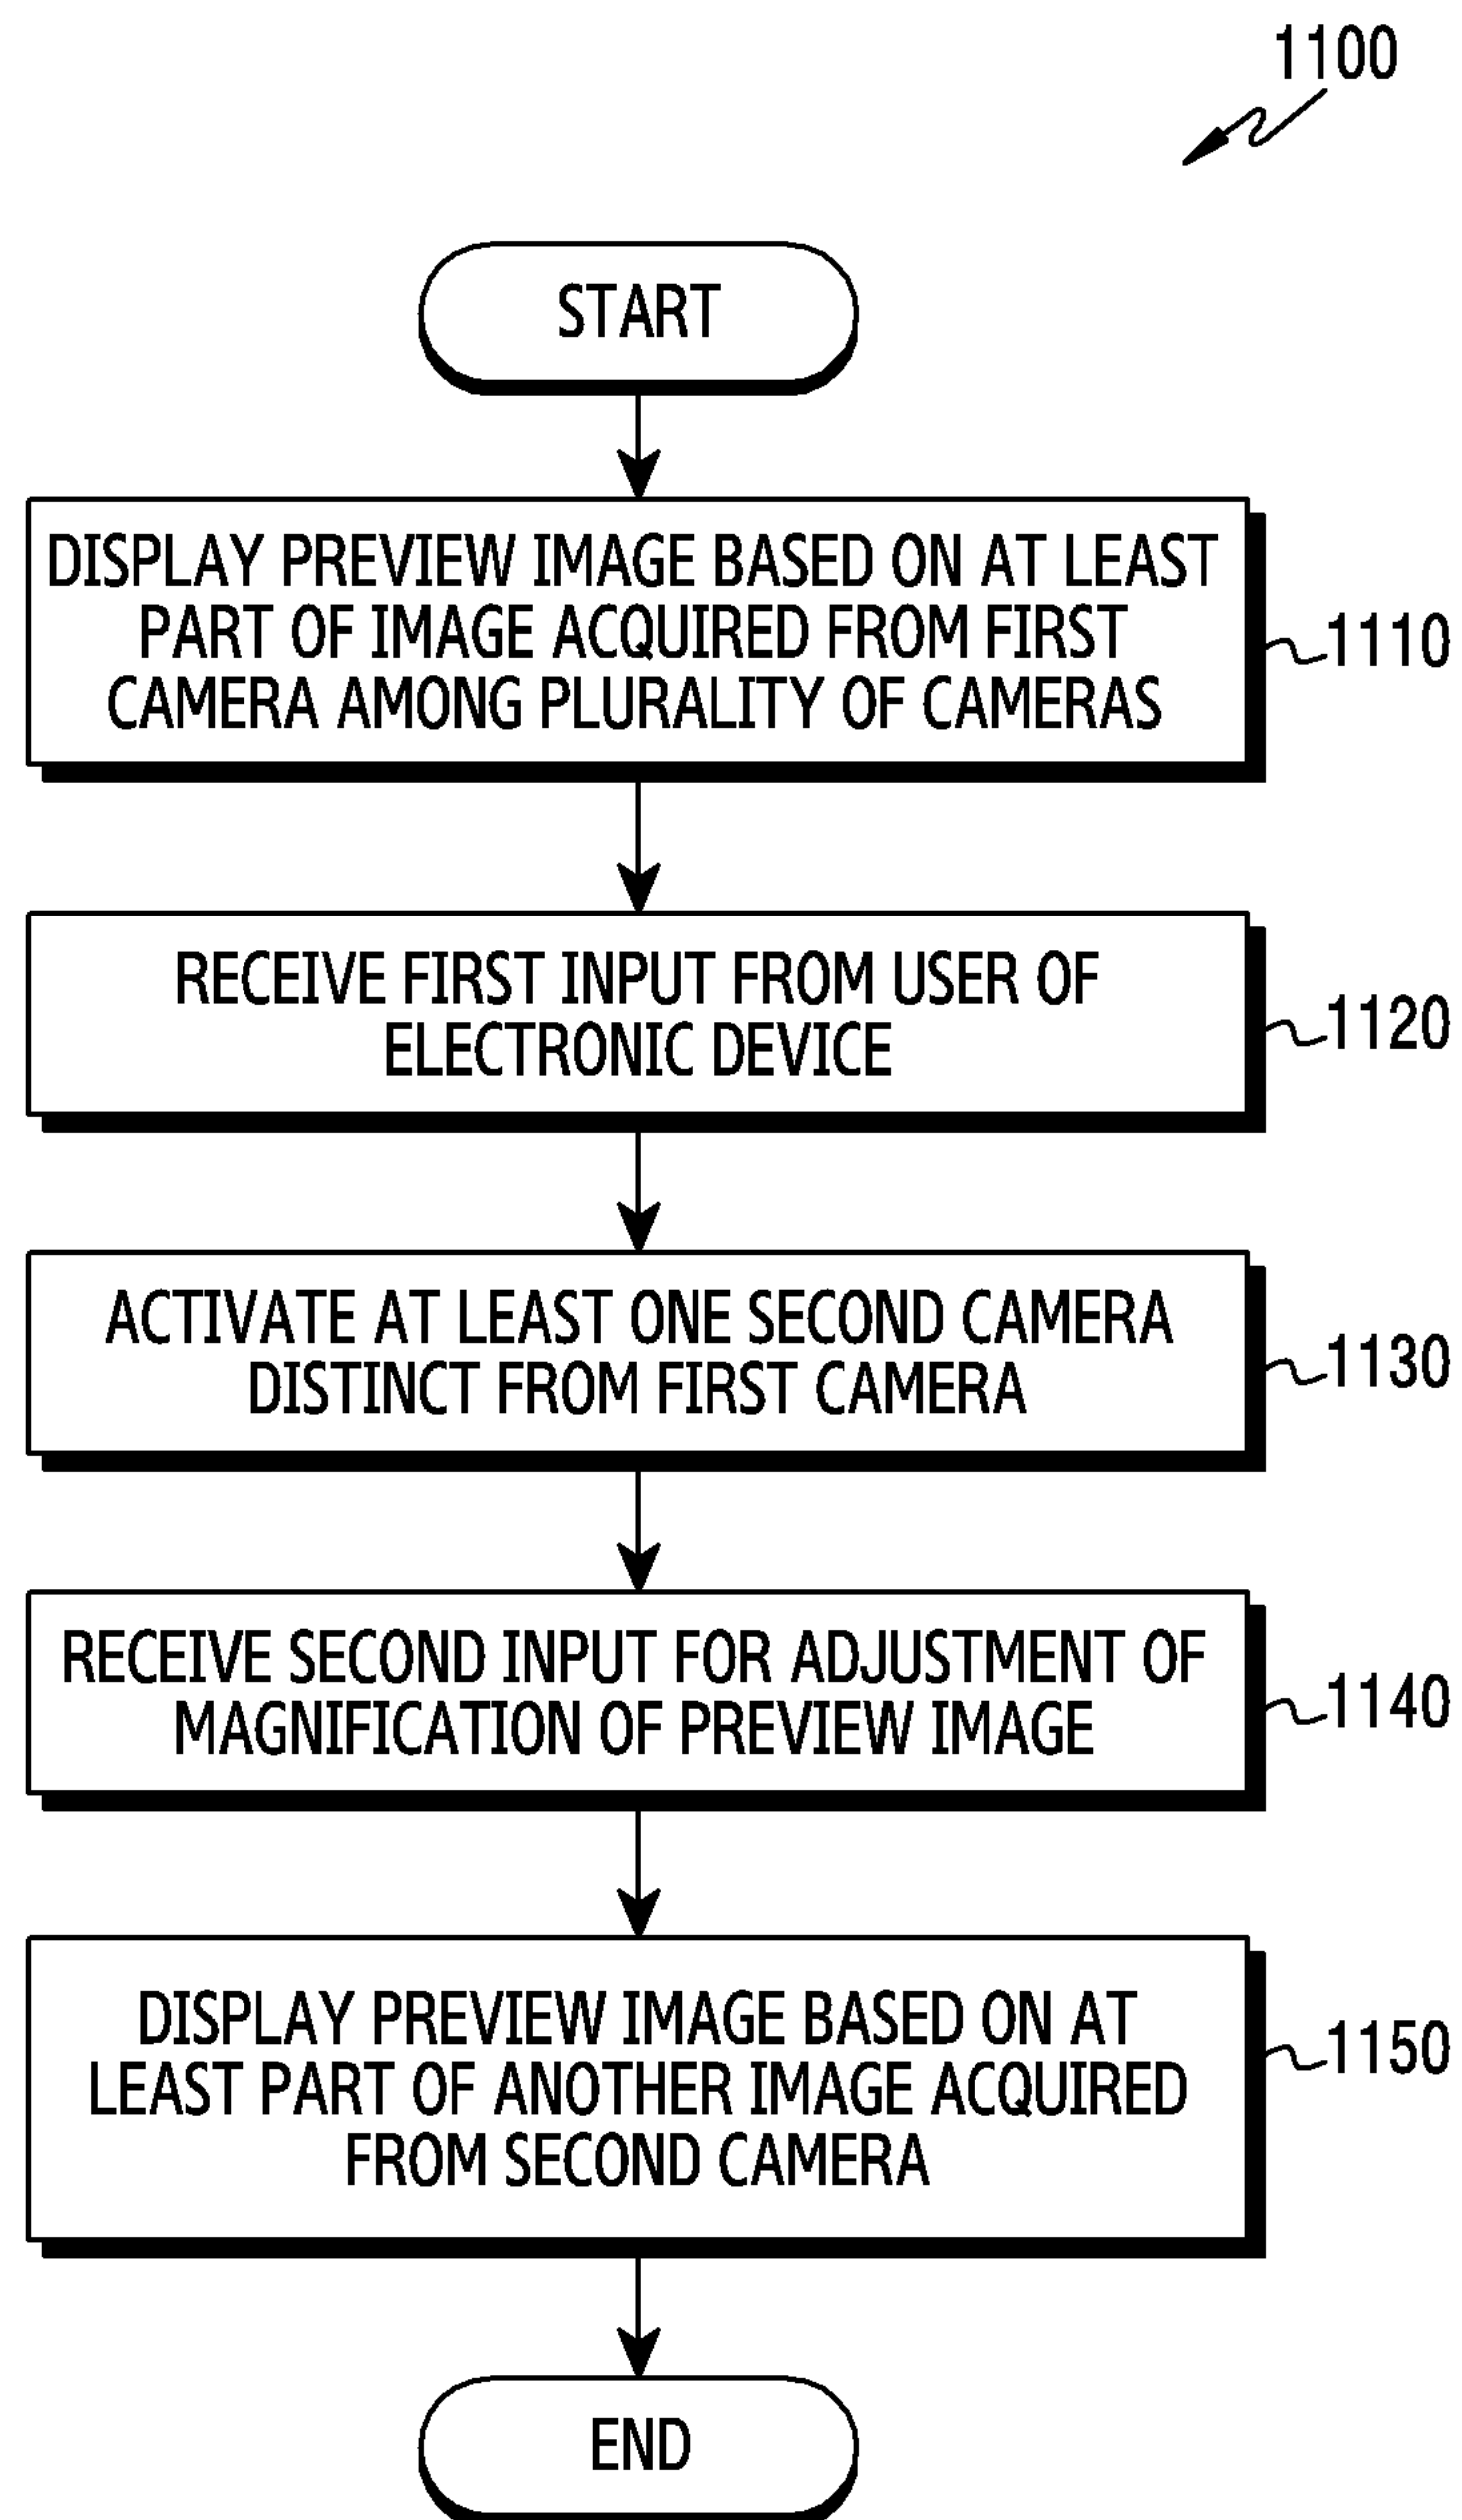 1100
START
DISPLAY PREVIEW IMAGE BASED ON AT LEAST
PART OF IMAGE ACQUIRED FROM FIRST
CAMERA AMONG PLURALITY OF CAMERAS
1110
RECEIVE FIRST INPUT FROM USER OF
ELECTRONIC DEVICE
1120
ACTIVATE AT LEAST ONE SECOND CAMERA
DISTINCT FROM FIRST CAMERA
1130
RECEIVE SECOND INPUT FOR ADJUSTMENT OF
MAGNIFICATION OF PREVIEW IMAGE
1140
DISPLAY PREVIEW IMAGE BASED ON AT
LEAST PART OF ANOTHER IMAGE ACQUIRED
FROM SECOND CAMERA
1150
END